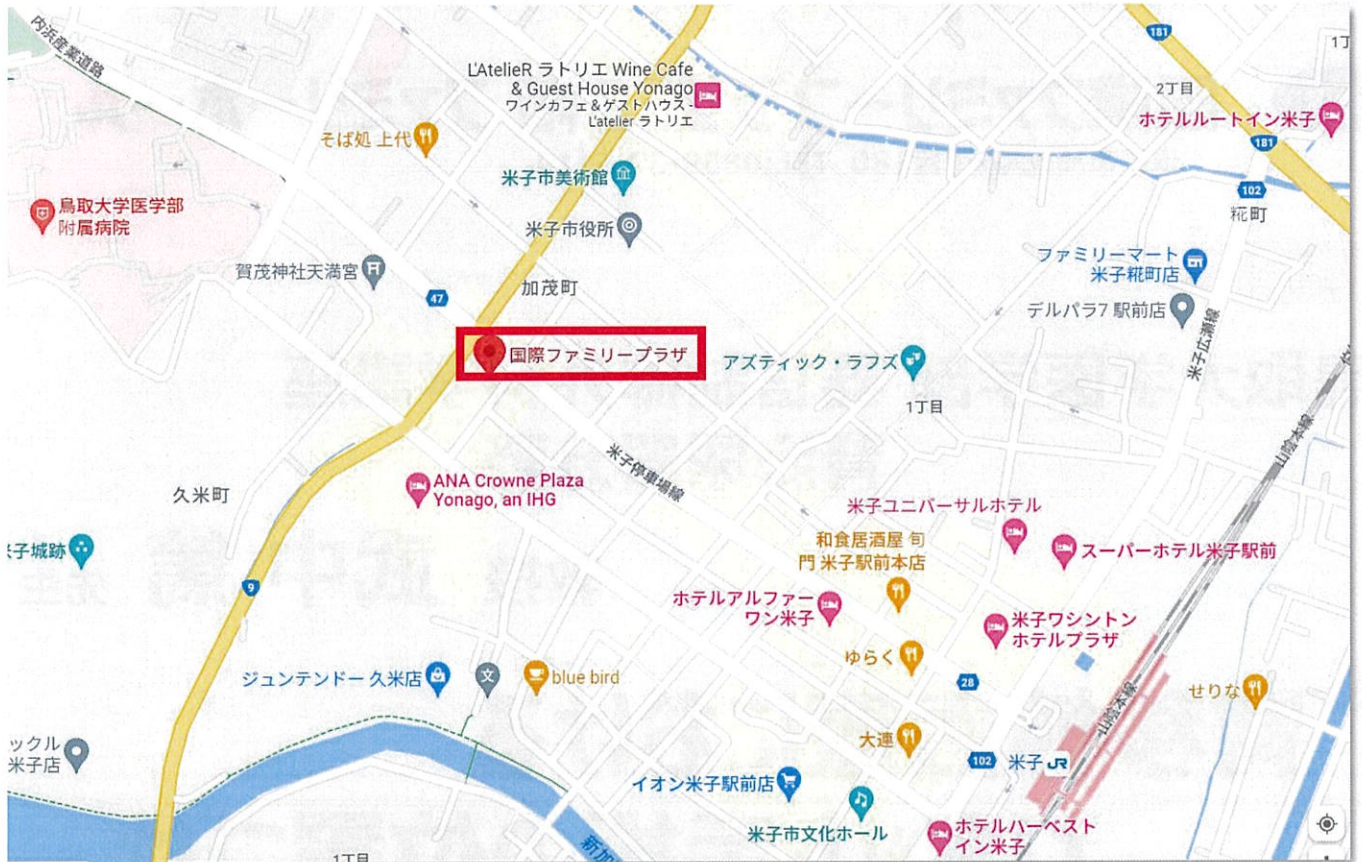 内浜産業道路
181
1丁
L'AtelieR ラトリエ Wine Cafe
& Guest House Yonago
ワインカフェ&ゲストハウス -
L'atelier ラトリエ
2丁目
ホテルルートイン米子
そば処 上代
181
米子市美術館
102
糀町
鳥取大学医学部
附属病院
米子市役所
ファミリーマート
米子糀町店
賀茂神社天満宮
加茂町
47
デルパラ7 駅前店
国際ファミリープラザ
アズティック・ラフズ
米子広瀬線
1丁目
山陰本線
米子停車場線
ANA Crowne Plaza
Yonago, an IHG
久米町
米子ユニバーサルホテル
和食居酒屋 旬
門 米子駅前本店
スーパーホテル米子駅前
子城跡
9
ホテルアルファー
ワン米子
米子ワシントン
ホテルプラザ
ゆらく
ジュンテンドー 久米店
文
blue bird
28
山陰本線
せりな
大連
ックル
米子店
102
米子 JR
イオン米子駅前店
米子市文化ホール
ホテルハーベスト
イン米子
新加
1丁目